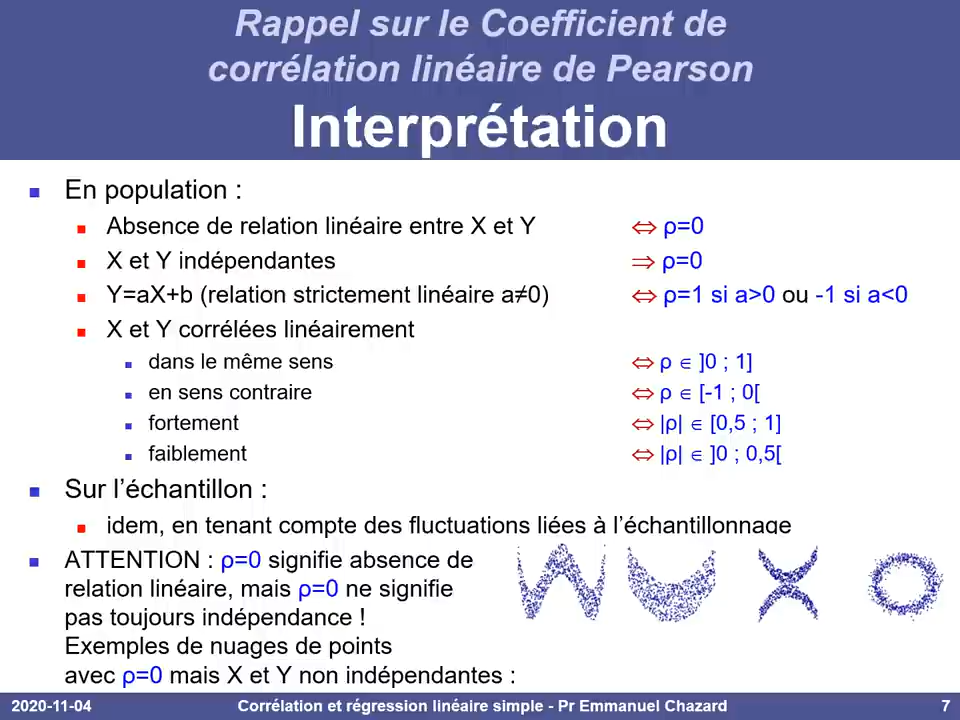 Rappel sur le Coefficient de
corrélation linéaire de Pearson
Interprétation
En population :
Absence de relation linéaire entre X et Y ⇔ ρ=0
X et Y indépendantes ⇒ ρ=0
Y=aX+b (relation strictement linéaire a≠0) ⇔ ρ=1 si a>0 ou -1 si a<0
X et Y corrélées linéairement
dans le même sens ⇔ ρ ∈ ]0 ; 1]
en sens contraire ⇔ ρ ∈ [-1 ; 0[
fortement ⇔ |ρ| ∈ [0,5 ; 1]
faiblement ⇔ |ρ| ∈ ]0 ; 0,5[
Sur l’échantillon :
idem, en tenant compte des fluctuations liées à l’échantillonnage
ATTENTION : ρ=0 signifie absence de
relation linéaire, mais ρ=0 ne signifie
pas toujours indépendance !
Exemples de nuages de points
avec ρ=0 mais X et Y non indépendantes :
2020-11-04 Corrélation et régression linéaire simple - Pr Emmanuel Chazard 7